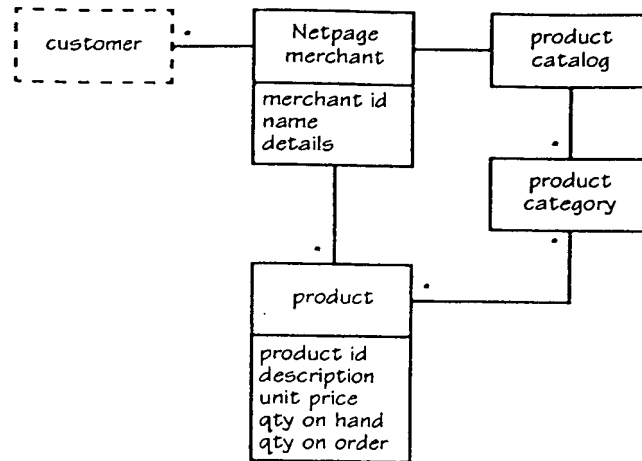 customer
Netpage
merchant
merchant id
name
details
product
catalog
product
category
product
product id
description
unit price
qty on hand
qty on order